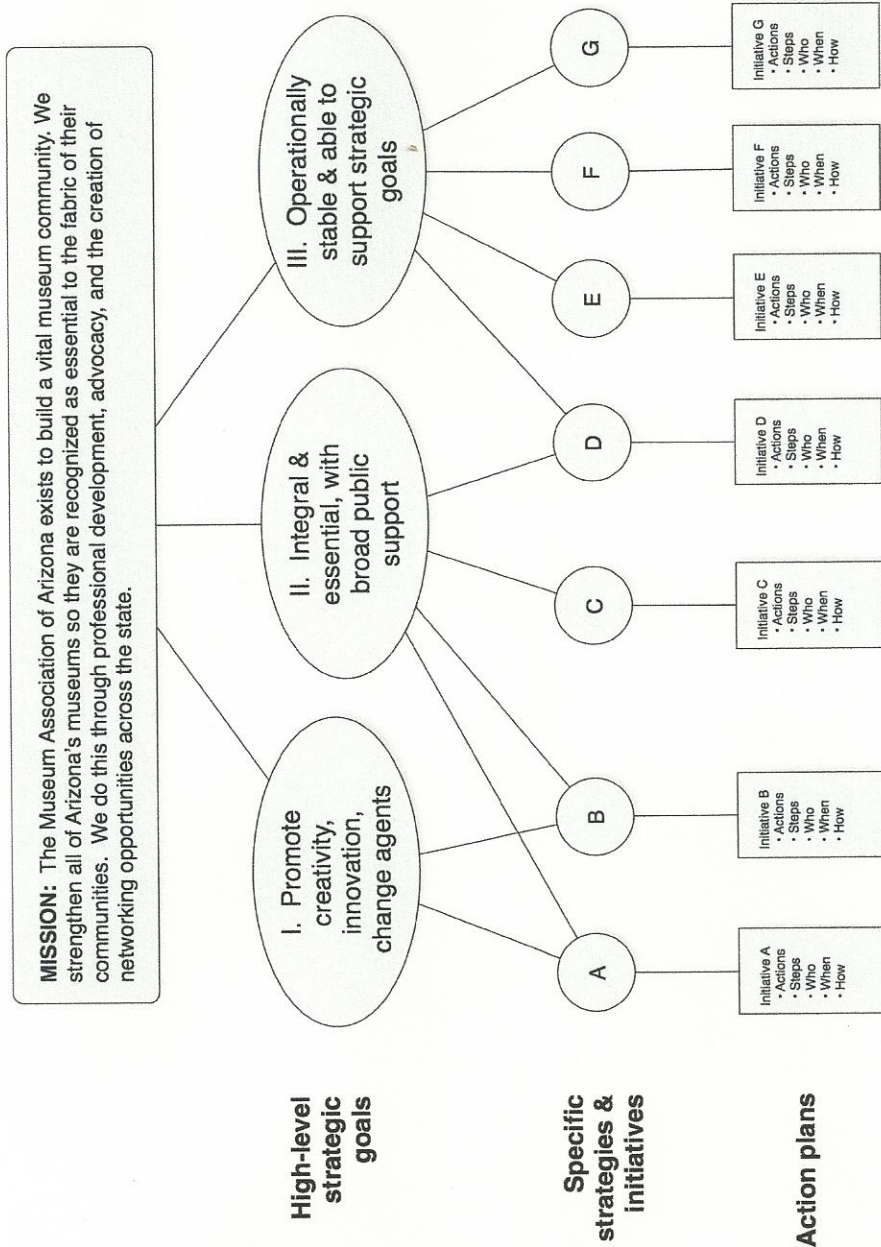 MISSION: The Museum Association of Arizona exists to build a vital museum community. We
strengthen all of Arizona's museums so they are recognized as essential to the fabric of their
communities. We do this through professional development, advocacy, and the creation of
networking opportunities across the state.
High-level
strategic
goals
I. Promote
creativity,
innovation,
change agents
II. Integral &
essential, with
broad public
support
III. Operationally
stable & able to
support strategic
goals
Specific
strategies &
initiatives
A
B
C
D
E
F
G
Action plans
Initiative A
• Actions
• Steps
• Who
• When
• How
Initiative B
• Actions
• Steps
• Who
• When
• How
Initiative C
• Actions
• Steps
• Who
• When
• How
Initiative D
• Actions
• Steps
• Who
• When
• How
Initiative E
• Actions
• Steps
• Who
• When
• How
Initiative F
• Actions
• Steps
• Who
• When
• How
Initiative G
• Actions
• Steps
• Who
• When
• How